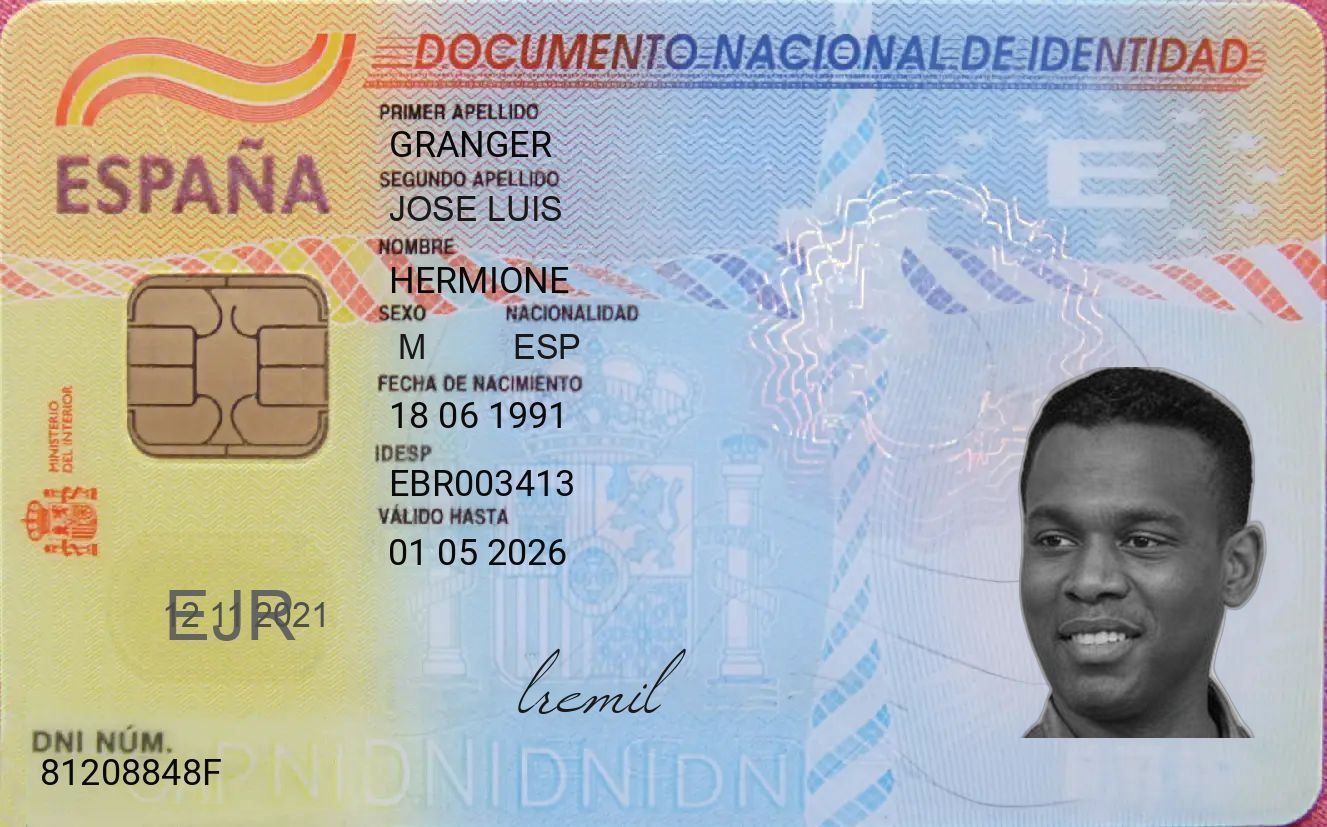 DOCUMENTO NACIONAL DE IDENTIDAD
ESPAÑA
PRIMER APELLIDO
GRANGER
SEGUNDO APELLIDO
JOSE LUIS
NOMBRE
HERMIONE
SEXO NACIONALIDAD
M ESP
FECHA DE NACIMIENTO
18 06 1991
IDESP
EBR003413
VÁLIDO HASTA
01 05 2026
MINISTERIO
DEL INTERIOR
E
EJR
12 11 2021
lremil
DNI NÚM.
81208848F
DNIDNIDNIDNI